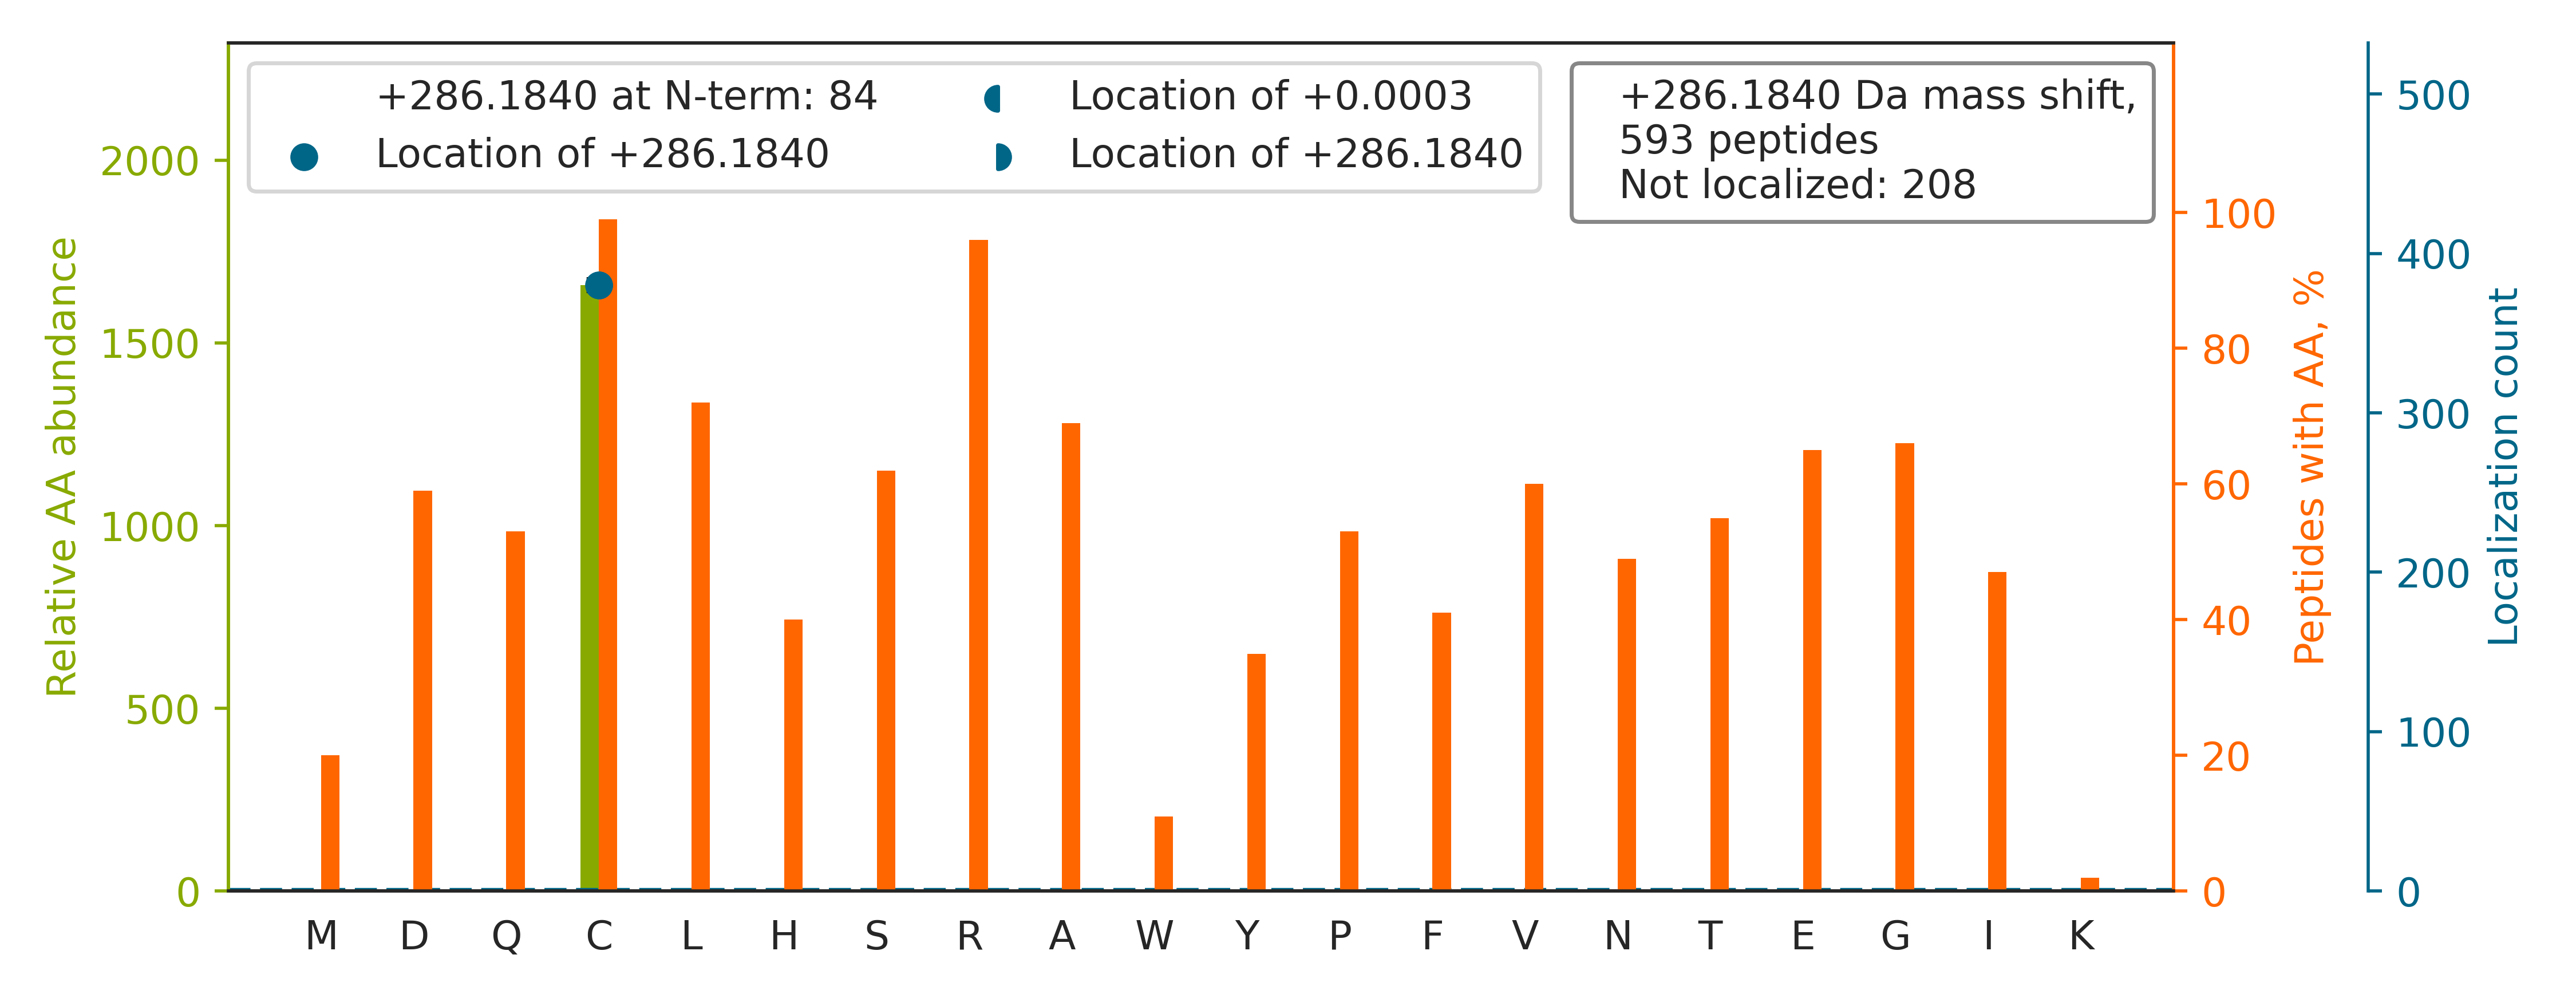 +286.1840 at N-term: 84
Location of +286.1840
Location of +0.0003
Location of +286.1840
+286.1840 Da mass shift,
593 peptides
Not localized: 208
Relative AA abundance
2000
1500
1000
500
0
M D Q C L H S R A W Y P F V N T E G I K
100
80
60
40
20
0
Peptides with AA, %
500
400
300
200
100
0
Localization count